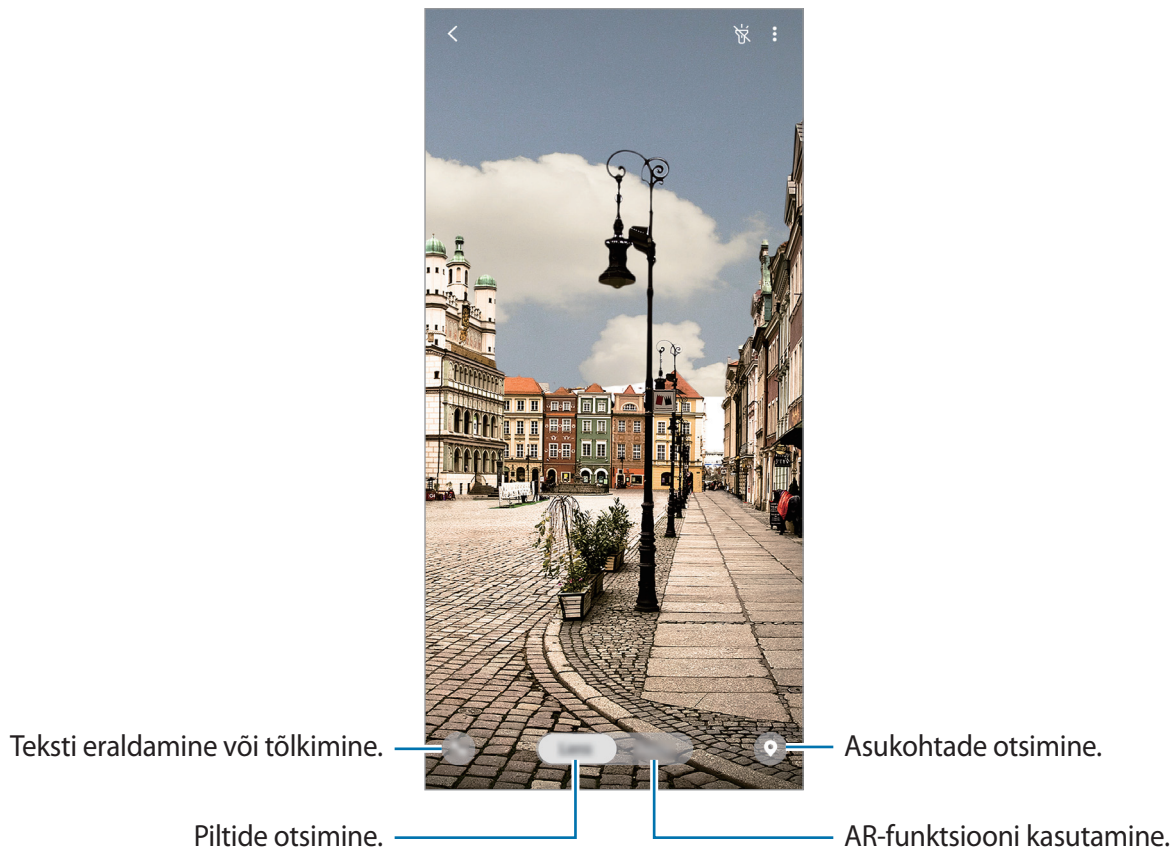 Teksti eraldamine või tõlkimine.
Asukohtade otsimine.
Piltide otsimine.
AR-funktsiooni kasutamine.